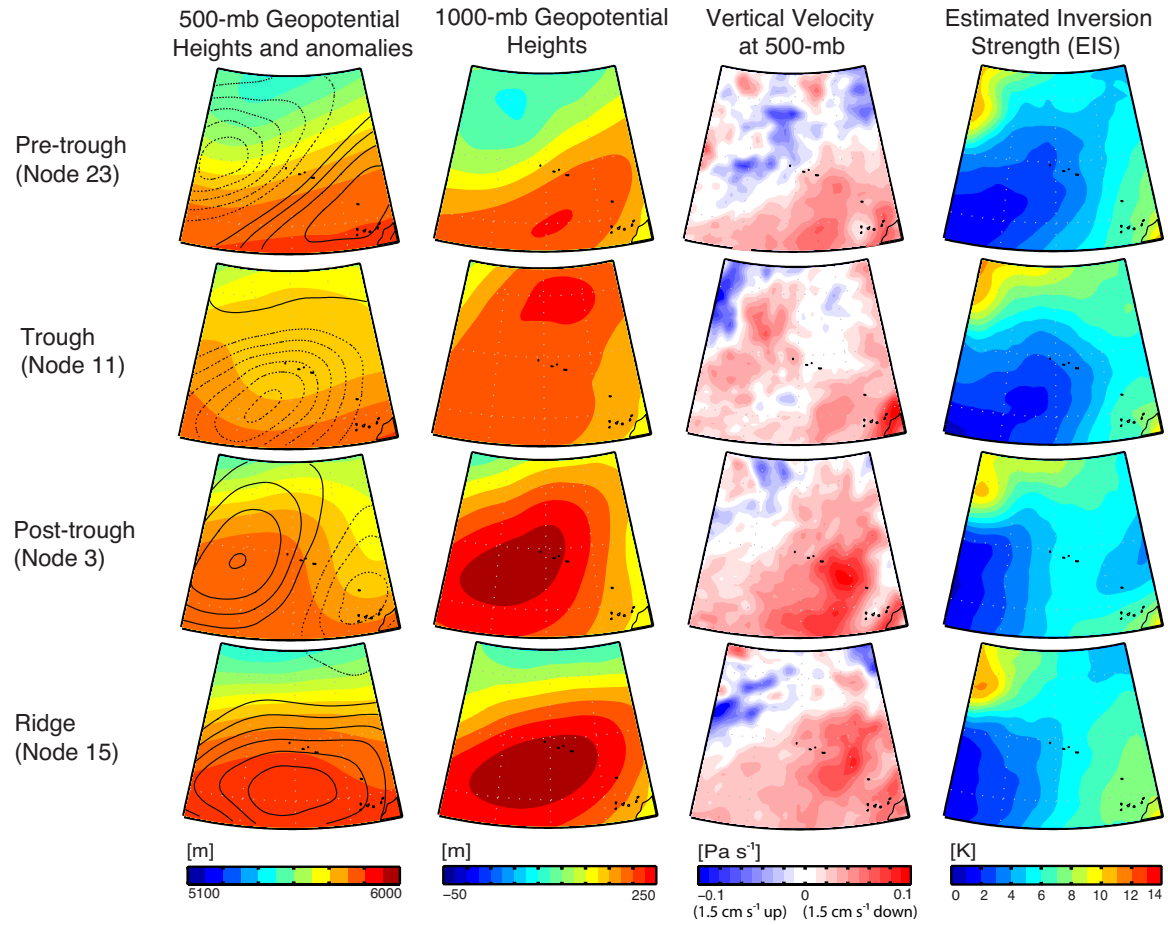 500-mb Geopotential
Heights and anomalies
1000-mb Geopotential
Heights
Vertical Velocity
at 500-mb
Estimated Inversion
Strength (EIS)
Pre-trough
(Node 23)
Trough
(Node 11)
Post-trough
(Node 3)
Ridge
(Node 15)
[m]
5100 6000
[m]
−50 250
[Pa s⁻¹]
−0.1 0 0.1
(1.5 cm s⁻¹ up) (1.5 cm s⁻¹ down)
[K]
0 2 4 6 8 10 12 14